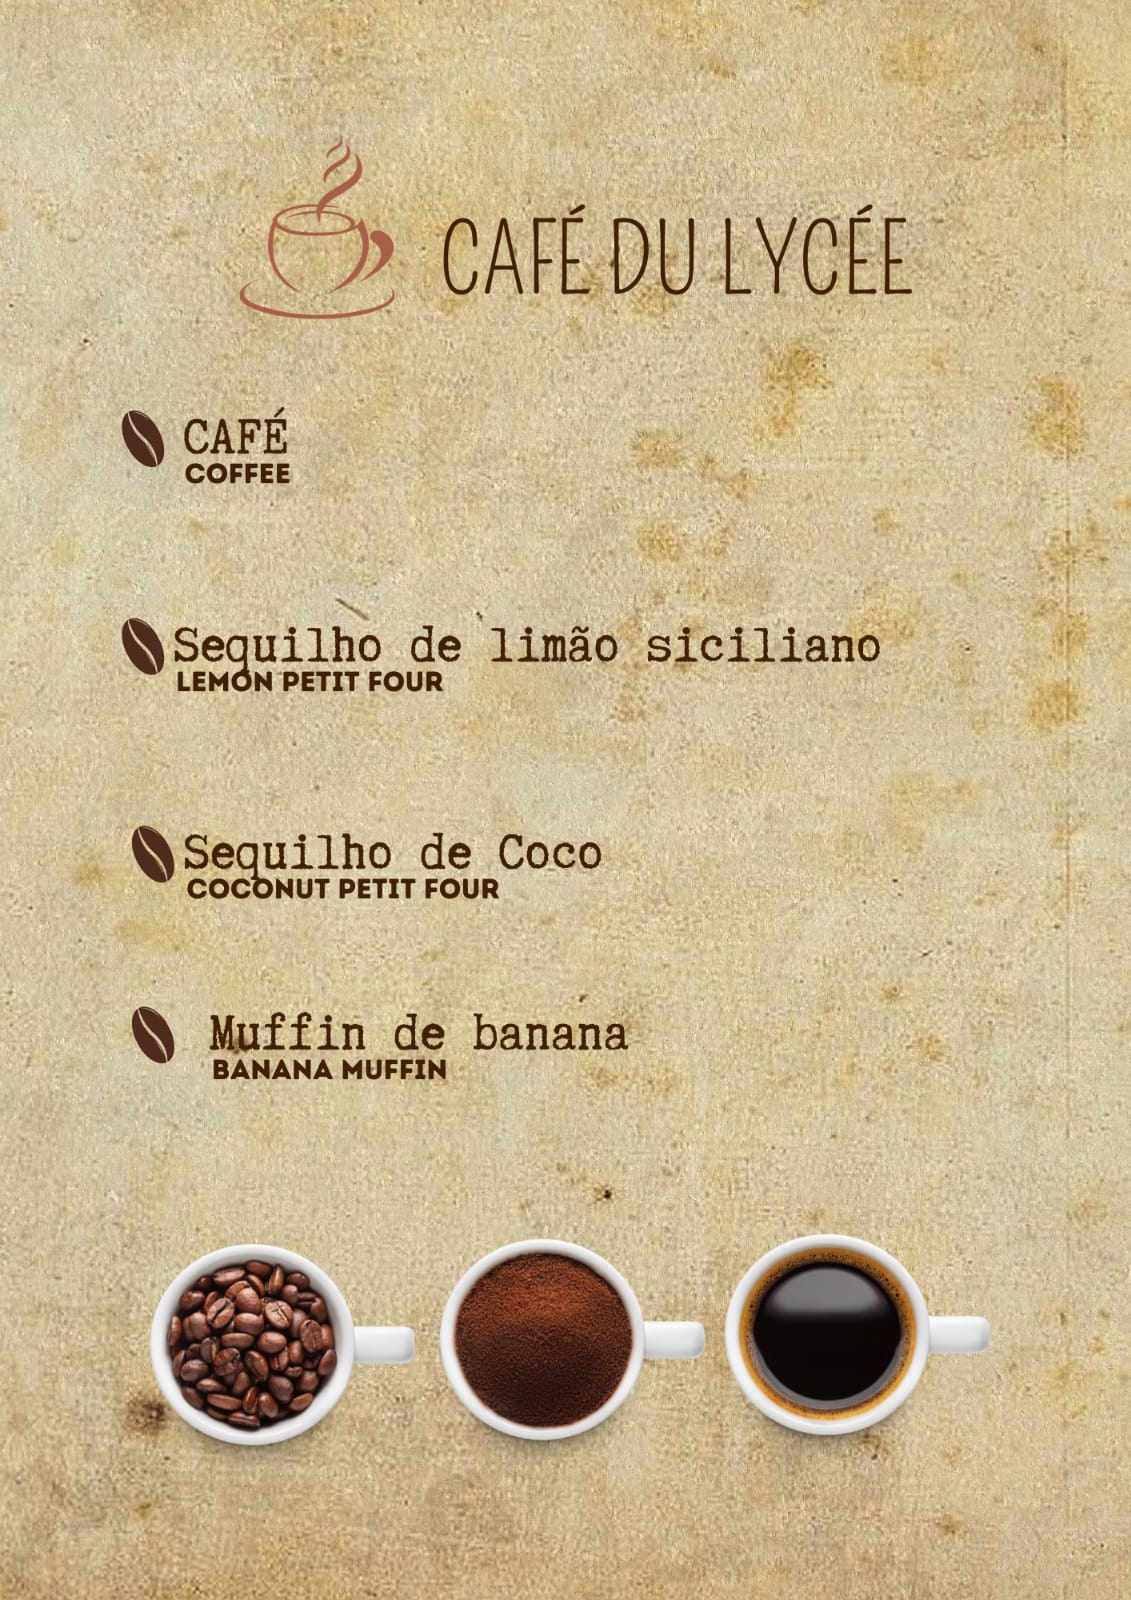 CAFÉ DU LYCÉE
CAFÉ
COFFEE
Sequilho de limão siciliano
LEMON PETIT FOUR
Sequilho de Coco
COCONUT PETIT FOUR
Muffin de banana
BANANA MUFFIN